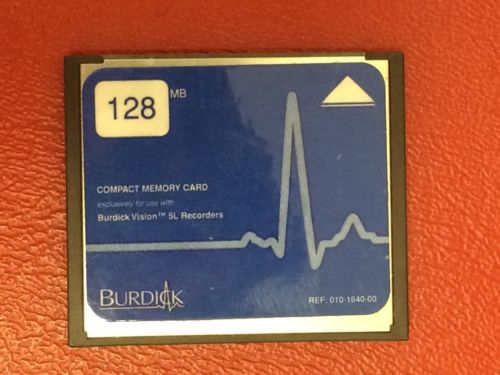 128 MB
COMPACT MEMORY CARD
exclusively for use with
Burdick Vision™ 5L Recorders
BURDICK
REF: 010-1640-00